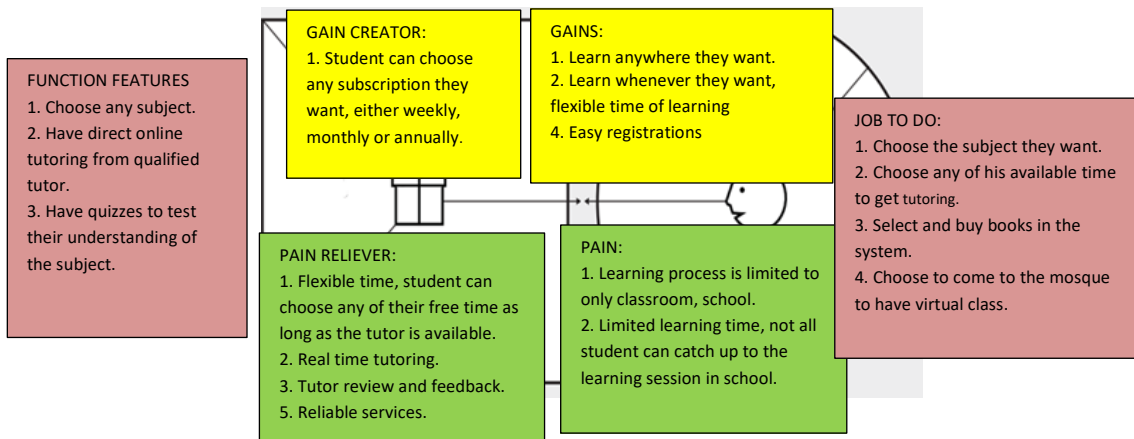 FUNCTION FEATURES
1. Choose any subject.
2. Have direct online
tutoring from qualified
tutor.
3. Have quizzes to test
their understanding of
the subject.
GAIN CREATOR:
1. Student can choose
any subscription they
want, either weekly,
monthly or annually.
GAINS:
1. Learn anywhere they want.
2. Learn whenever they want,
flexible time of learning
4. Easy registrations
PAIN RELIEVER:
1. Flexible time, student can
choose any of their free time as
long as the tutor is available.
2. Real time tutoring.
3. Tutor review and feedback.
5. Reliable services.
PAIN:
1. Learning process is limited to
only classroom, school.
2. Limited learning time, not all
student can catch up to the
learning session in school.
JOB TO DO:
1. Choose the subject they want.
2. Choose any of his available time
to get tutoring.
3. Select and buy books in the
system.
4. Choose to come to the mosque
to have virtual class.